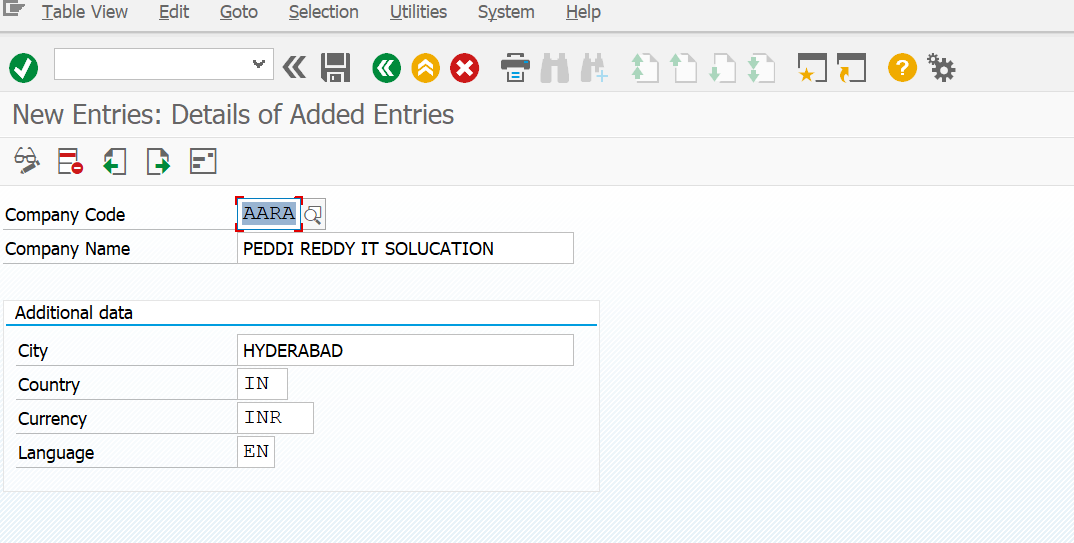 Table View Edit Goto Selection Utilities System Help
New Entries: Details of Added Entries
Company Code AARA
Company Name PEDDI REDDY IT SOLUCATION
Additional data
City HYDERABAD
Country IN
Currency INR
Language EN